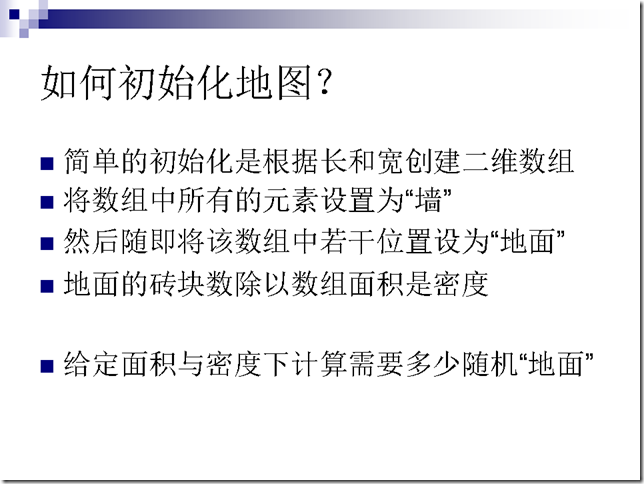 如何初始化地图？
简单的初始化是根据长和宽创建二维数组
将数组中所有的元素设置为“墙”
然后随即将该数组中若干位置设为“地面”
地面的砖块数除以数组面积是密度
给定面积与密度下计算需要多少随机“地面”